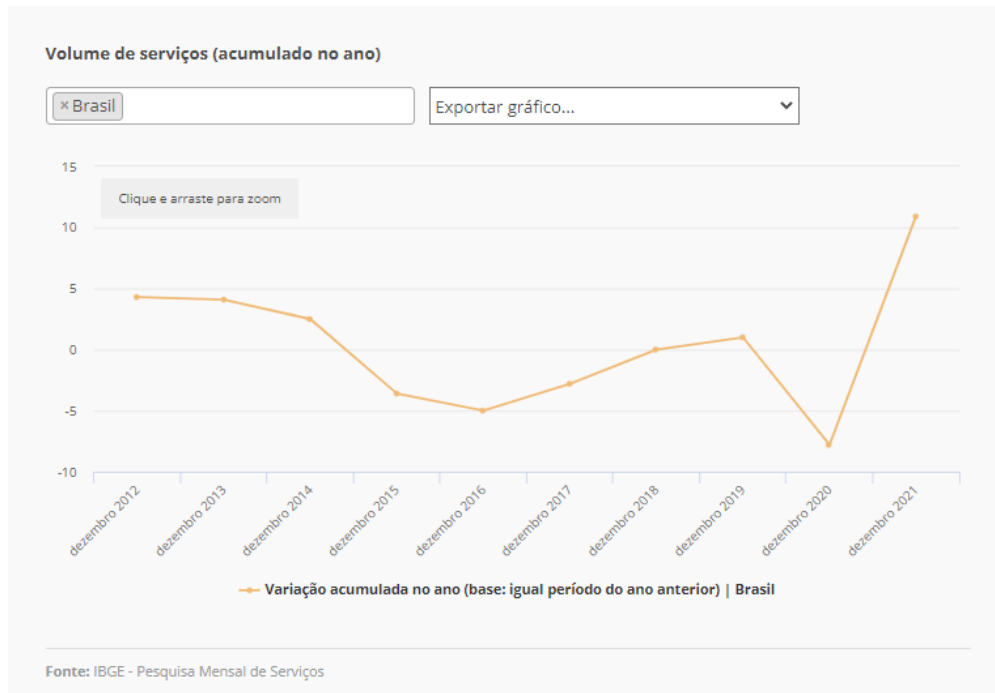 Volume de serviços (acumulado no ano)
×Brasil
Exportar gráfico...
15
Clique e arraste para zoom
10
5
0
-5
-10
dezembro 2012
dezembro 2013
dezembro 2014
dezembro 2015
dezembro 2016
dezembro 2017
dezembro 2018
dezembro 2019
dezembro 2020
dezembro 2021
Variação acumulada no ano (base: igual período do ano anterior) | Brasil
Fonte: IBGE - Pesquisa Mensal de Serviços